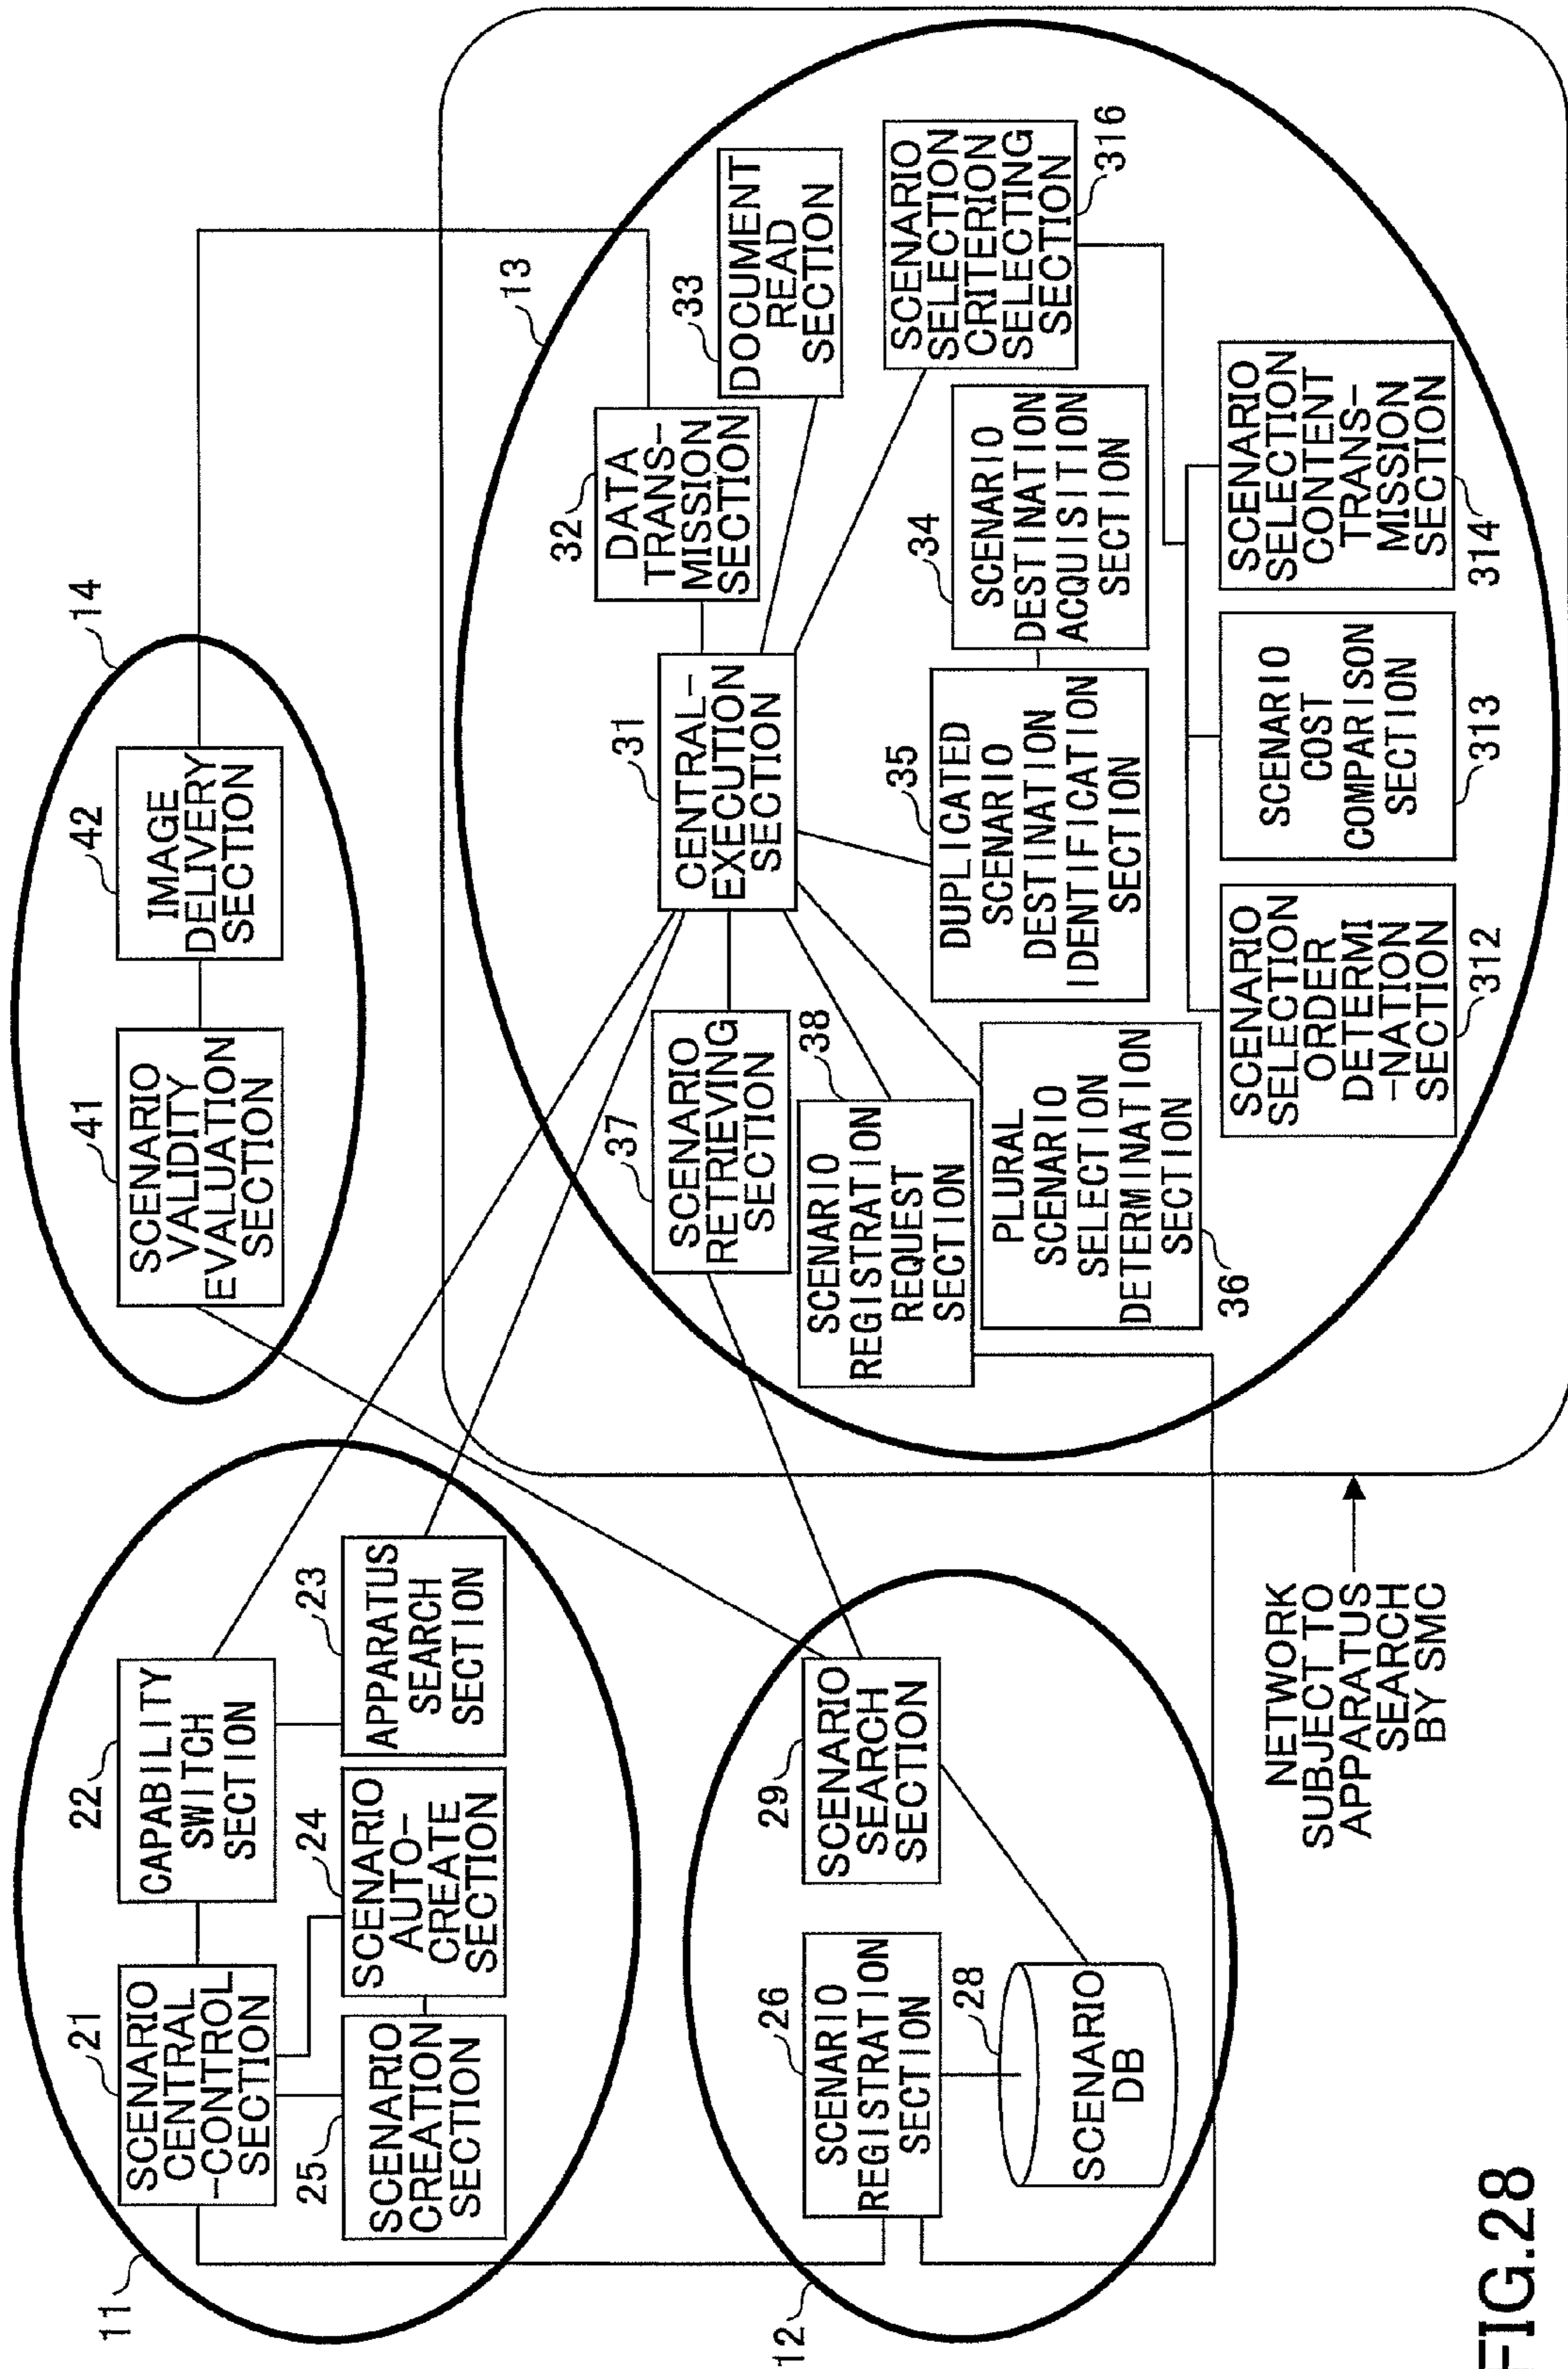 11
21
SCENARIO
CENTRAL
-CONTROL
SECTION
22
CAPABILITY
SWITCH
SECTION
25
SCENARIO
CREATION
SECTION
24
SCENARIO
AUTO-
CREATE
SECTION
23
APPARATUS
SEARCH
SECTION
14
41
SCENARIO
VALIDITY
EVALUATION
SECTION
42
IMAGE
DELIVERY
SECTION
12
26
SCENARIO
REGISTRATION
SECTION
28
SCENARIO
DB
29
SCENARIO
SEARCH
SECTION
13
31
CENTRAL-
EXECUTION
SECTION
32
DATA
TRANS-
MISSION
SECTION
33
DOCUMENT
READ
SECTION
37
SCENARIO
RETRIEVING
SECTION
38
SCENARIO
REGISTRATION
REQUEST
SECTION
PLURAL
SCENARIO
SELECTION
DETERMINATION
SECTION
36
35
DUPLICATED
SCENARIO
DESTINATION
IDENTIFICATION
SECTION
34
SCENARIO
DESTINATION
ACQUISITION
SECTION
SCENARIO
SELECTION
CRITERION
SELECTING
SECTION
316
SCENARIO
SELECTION
ORDER
DETERMI
-NATION
SECTION
312
SCENARIO
COST
COMPARISON
SECTION
313
SCENARIO
SELECTION
CONTENT
TRANS-
MISSION
SECTION
314
NETWORK
SUBJECT TO
APPARATUS
SEARCH
BY SMC
FIG.28